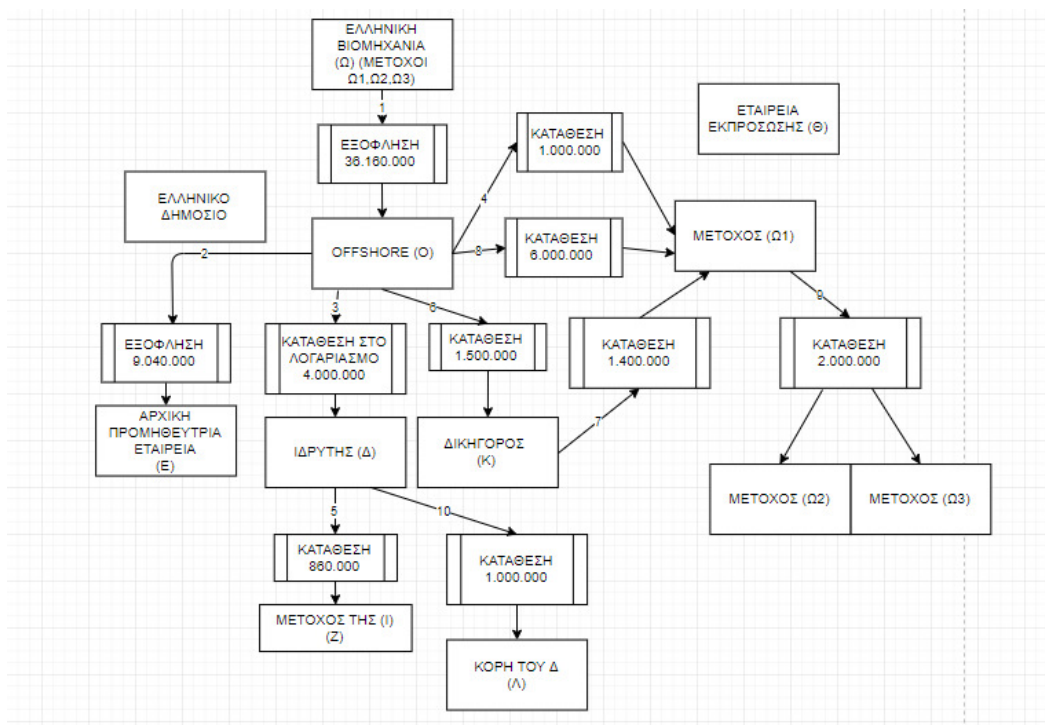 ΕΛΛΗΝΙΚΗ
ΒΙΟΜΗΧΑΝΙΑ
(Ω) (ΜΕΤΟΧΟΙ
Ω1,Ω2,Ω3)
1
ΕΞΟΦΛΗΣΗ
36.160.000
ΚΑΤΑΘΕΣΗ
1.000.000
ΕΤΑΙΡΕΙΑ
ΕΚΠΡΟΣΩΣΗΣ (Θ)
ΕΛΛΗΝΙΚΟ
ΔΗΜΟΣΙΟ
4
2
OFFSHORE (Ο)
8
ΚΑΤΑΘΕΣΗ
6.000.000
ΜΕΤΟΧΟΣ (Ω1)
3
6
9
ΕΞΟΦΛΗΣΗ
9.040.000
ΚΑΤΑΘΕΣΗ ΣΤΟ
ΛΟΓΑΡΙΑΣΜΟ
4.000.000
ΚΑΤΑΘΕΣΗ
1.500.000
ΚΑΤΑΘΕΣΗ
1.400.000
ΚΑΤΑΘΕΣΗ
2.000.000
ΑΡΧΙΚΗ
ΠΡΟΜΗΘΕΥΤΡΙΑ
ΕΤΑΙΡΕΙΑ
(Ε)
ΙΔΡΥΤΗΣ (Δ)
ΔΙΚΗΓΟΡΟΣ
(Κ)
7
ΜΕΤΟΧΟΣ (Ω2)
ΜΕΤΟΧΟΣ (Ω3)
5
10
ΚΑΤΑΘΕΣΗ
860.000
ΚΑΤΑΘΕΣΗ
1.000.000
ΜΕΤΟΧΟΣ ΤΗΣ (Ι)
(Ζ)
ΚΟΡΗ ΤΟΥ Δ
(Λ)